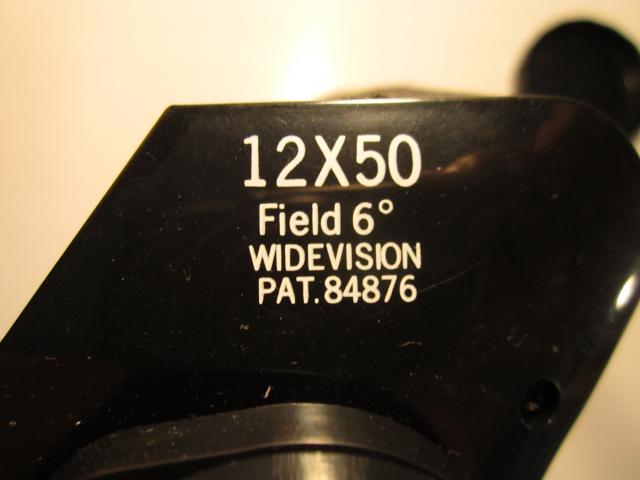 12X50
Field 6°
WIDEVISION
PAT.84876